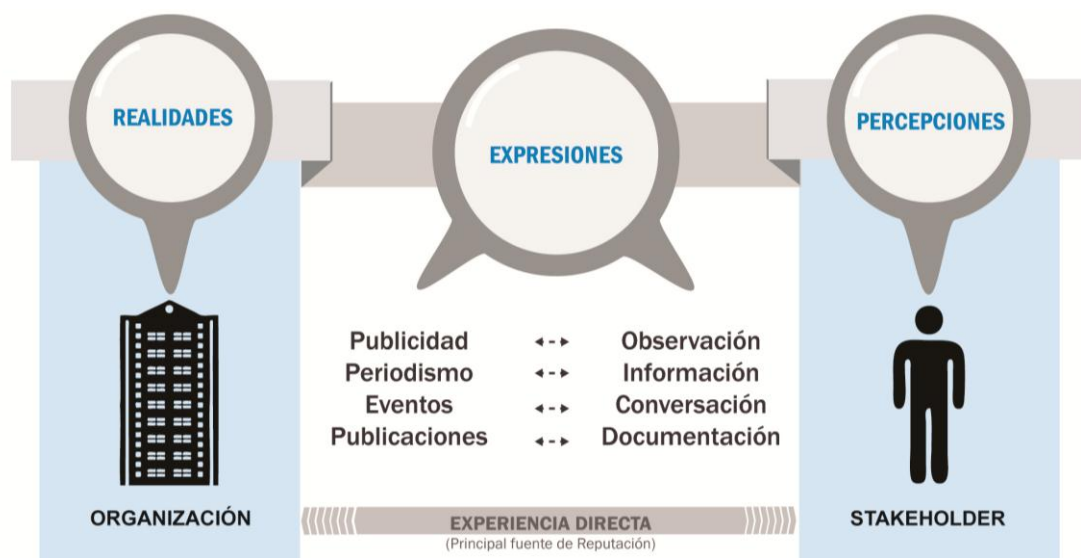 REALIDADES
EXPRESIONES
PERCEPCIONES
Publicidad Observación
Periodismo Información
Eventos Conversación
Publicaciones Documentación
ORGANIZACIÓN
EXPERIENCIA DIRECTA
(Principal fuente de Reputación)
STAKEHOLDER